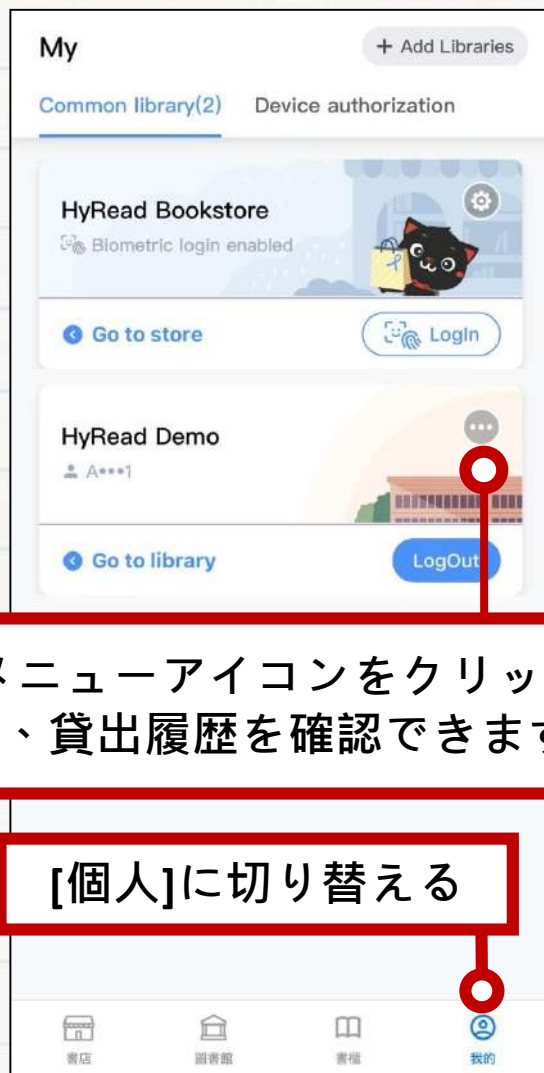 My
+ Add Libraries
Common library(2) Device authorization
HyRead Bookstore
Biometric login enabled
Go to store
LogIn
HyRead Demo
A***1
Go to library
LogOut
メニューアイコンをクリッ
、貸出履歴を確認できます
[個人]に切り替える
書店 圖書館 書櫃 我的